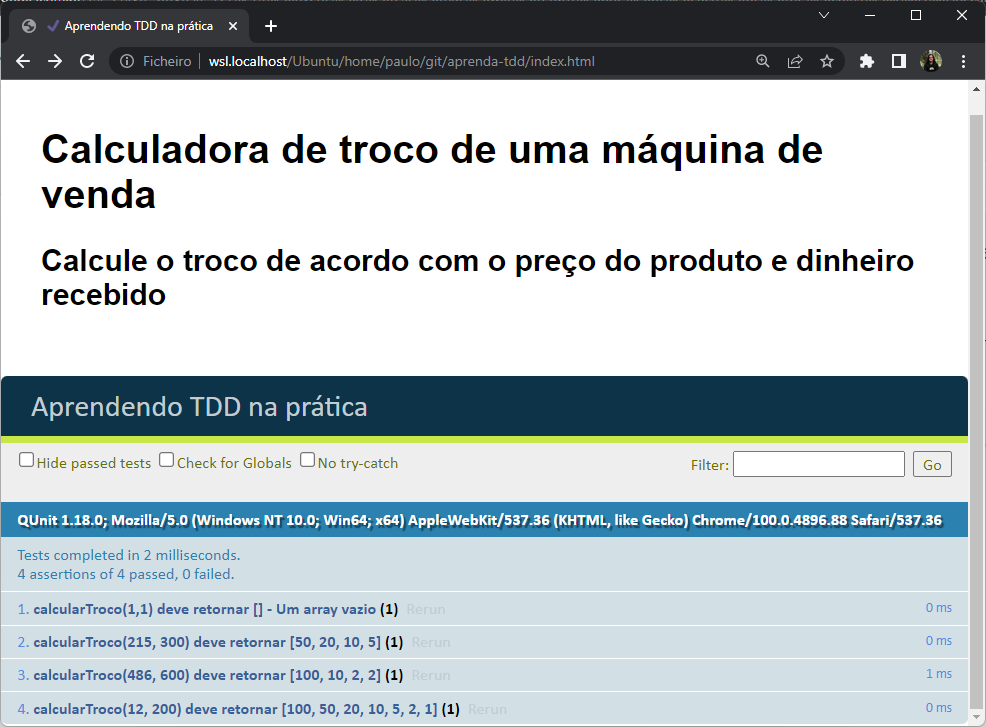 Aprendendo TDD na prática
Ficheiro | wsl.localhost/Ubuntu/home/paulo/git/aprenda-tdd/index.html
Calculadora de troco de uma máquina de
venda
Calcule o troco de acordo com o preço do produto e dinheiro
recebido
Aprendendo TDD na prática
Hide passed tests Check for Globals No try-catch Filter: Go
QUnit 1.18.0; Mozilla/5.0 (Windows NT 10.0; Win64; x64) AppleWebKit/537.36 (KHTML, like Gecko) Chrome/100.0.4896.88 Safari/537.36
Tests completed in 2 milliseconds.
4 assertions of 4 passed, 0 failed.
1. calcularTroco(1,1) deve retornar [] - Um array vazio (1) Rerun 0 ms
2. calcularTroco(215, 300) deve retornar [50, 20, 10, 5] (1) Rerun 0 ms
3. calcularTroco(486, 600) deve retornar [100, 10, 2, 2] (1) Rerun 1 ms
4. calcularTroco(12, 200) deve retornar [100, 50, 20, 10, 5, 2, 1] (1) Rerun 0 ms